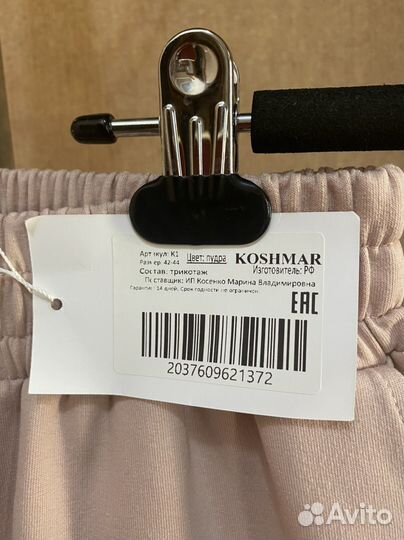 Артикул: К1 Цвет: пудра KOSHMAR
Размер: 42-44 Изготовитель: РФ
Состав: трикотаж
Поставщик: ИП Косенко Марина Владимировна
Гарантия: 14 дней. Срок годности не ограничен
EAC
2037609621372
Avito